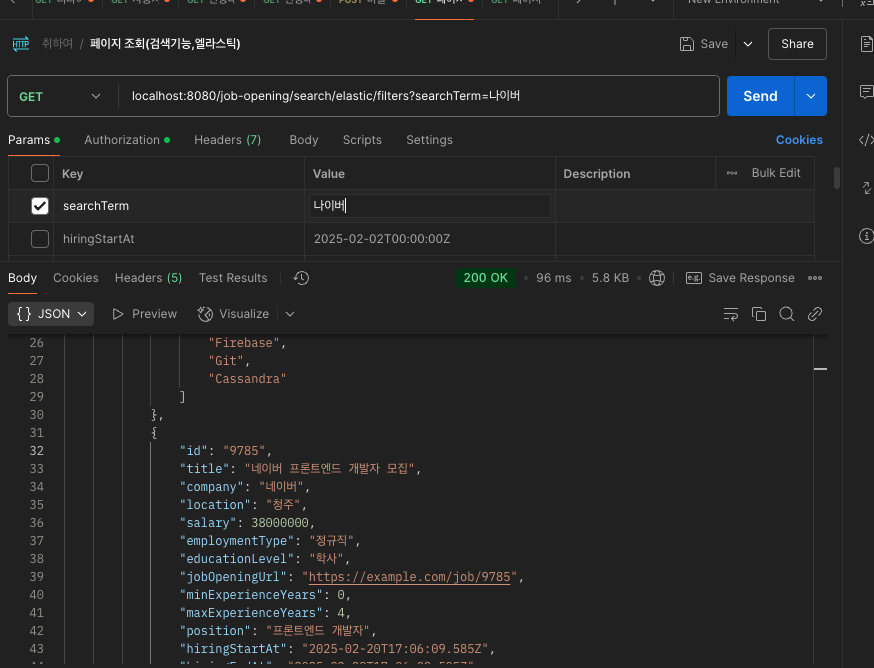 취하여 / 페이지 조회(검색기능,엘라스틱)
Save
Share
GET
localhost:8080/job-opening/search/elastic/filters?searchTerm=나이버
Send
Params
Authorization
Headers (7)
Body
Scripts
Settings
Cookies
Key
Value
Description
Bulk Edit
searchTerm
나이버
hiringStartAt
2025-02-02T00:00:00Z
Body
Cookies
Headers (5)
Test Results
200 OK
96 ms
5.8 KB
Save Response
{} JSON
Preview
Visualize
26 "Firebase",
27 "Git",
28 "Cassandra"
29 ]
30 },
31 {
32 "id": "9785",
33 "title": "네이버 프론트엔드 개발자 모집",
34 "company": "네이버",
35 "location": "청주",
36 "salary": 38000000,
37 "employmentType": "정규직",
38 "educationLevel": "학사",
39 "jobOpeningUrl": "https://example.com/job/9785",
40 "minExperienceYears": 0,
41 "maxExperienceYears": 4,
42 "position": "프론트엔드 개발자",
43 "hiringStartAt": "2025-02-20T17:06:09.585Z",